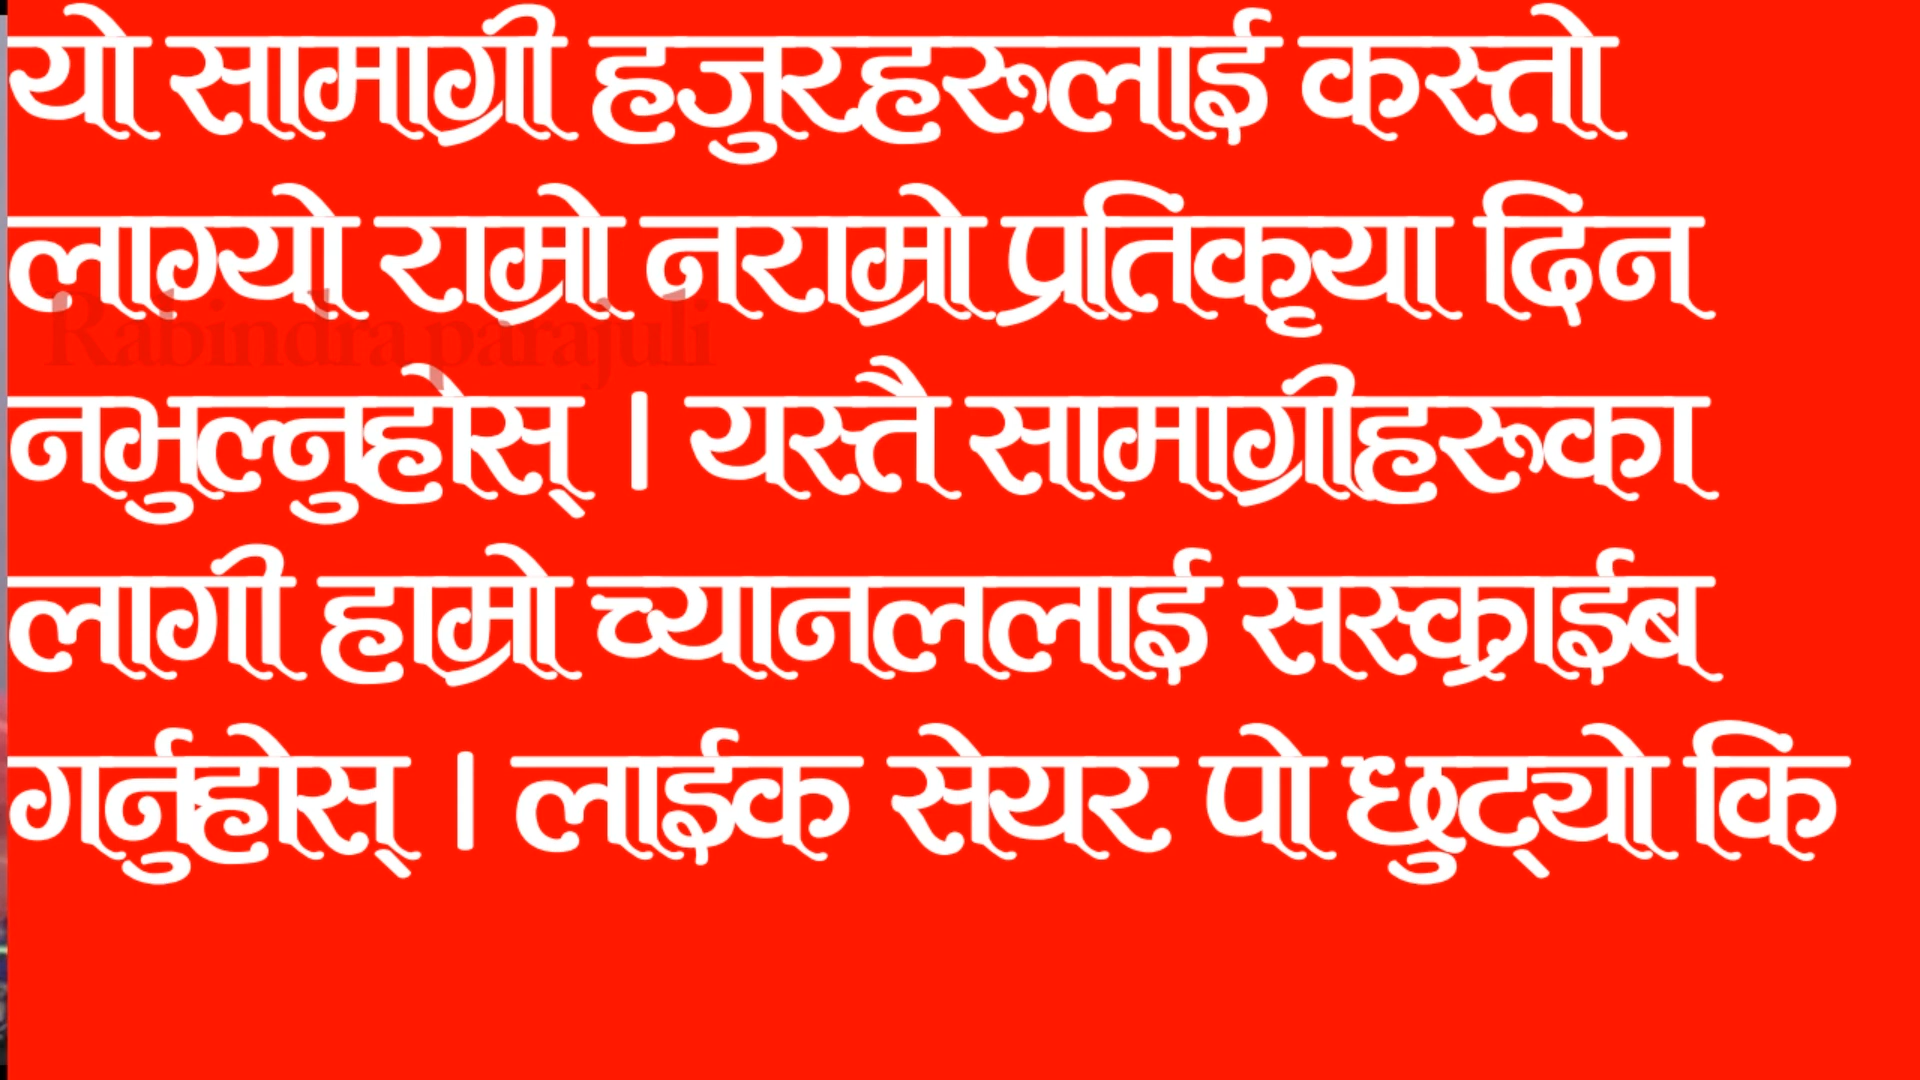 यो सामाग्री हजुरहरुलाई कस्तो
लाग्यो राम्रो नराम्रो प्रतिकृया दिन
Rabindra parajuli
नभुल्नुहोस् । यस्तै सामाग्रीहरुका
लागी हाम्रो च्यानललाई सस्क्राईब
गर्नुहोस् । लाईक सेयर पो छुट्यो कि